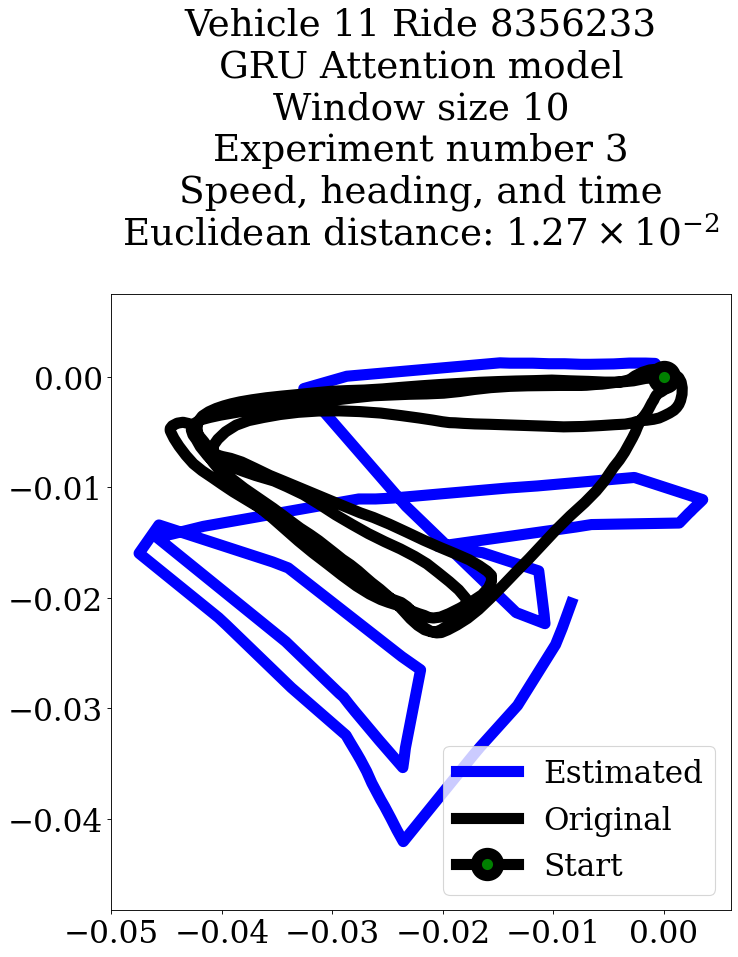 Vehicle 11 Ride 8356233
GRU Attention model
Window size 10
Experiment number 3
Speed, heading, and time
Euclidean distance: 1.27 × 10⁻²
0.00
−0.01
−0.02
−0.03
−0.04
Estimated
Original
Start
−0.05 −0.04 −0.03 −0.02 −0.01 0.00